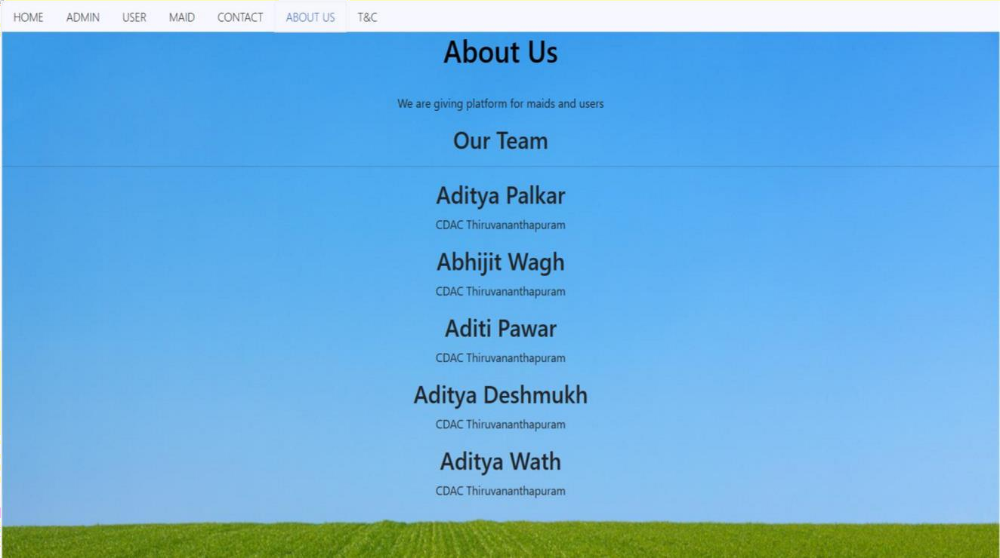 HOME ADMIN USER MAID CONTACT ABOUT US T&C
About Us
We are giving platform for maids and users
Our Team
Aditya Palkar
CDAC Thiruvananthapuram
Abhijit Wagh
CDAC Thiruvananthapuram
Aditi Pawar
CDAC Thiruvananthapuram
Aditya Deshmukh
CDAC Thiruvananthapuram
Aditya Wath
CDAC Thiruvananthapuram